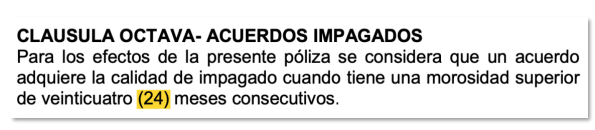 CLAUSULA OCTAVA- ACUERDOS IMPAGADOS
Para los efectos de la presente póliza se considera que un acuerdo
adquiere la calidad de impagado cuando tiene una morosidad superior
de veinticuatro (24) meses consecutivos.